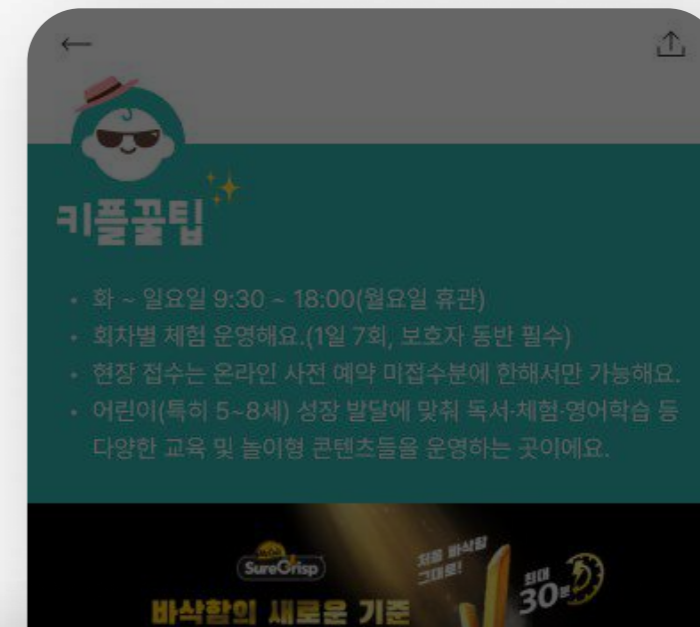 키플꿀팁
• 화 ~ 일요일 9:30 ~ 18:00(월요일 휴관)
• 회차별 체험 운영해요.(1일 7회, 보호자 동반 필수)
• 현장 접수는 온라인 사전 예약 미접수분에 한해서만 가능해요.
• 어린이(특히 5~8세) 성장 발달에 맞춰 독서·체험·영어학습 등
다양한 교육 및 놀이형 콘텐츠들을 운영하는 곳이에요.
SureCrisp
처음 바삭함
그대로!
최대
30분
바삭함의 새로운 기준